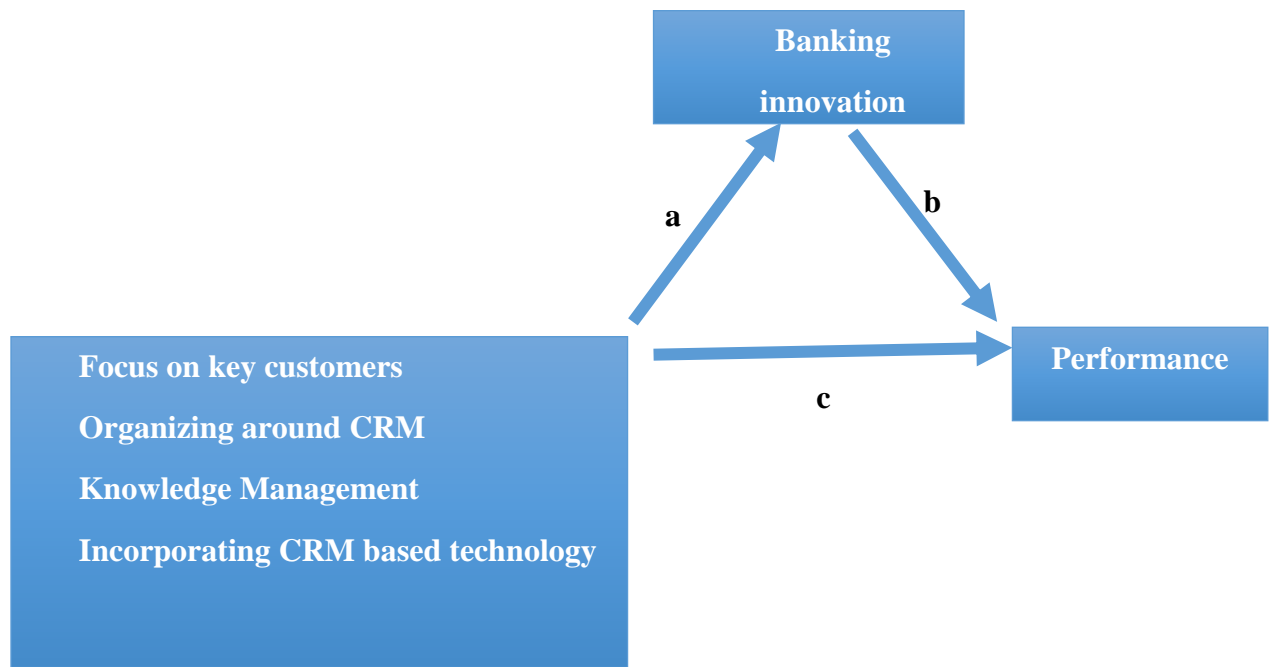 Banking
innovation
a
b
Focus on key customers
Organizing around CRM
Knowledge Management
Incorporating CRM based technology
c
Performance